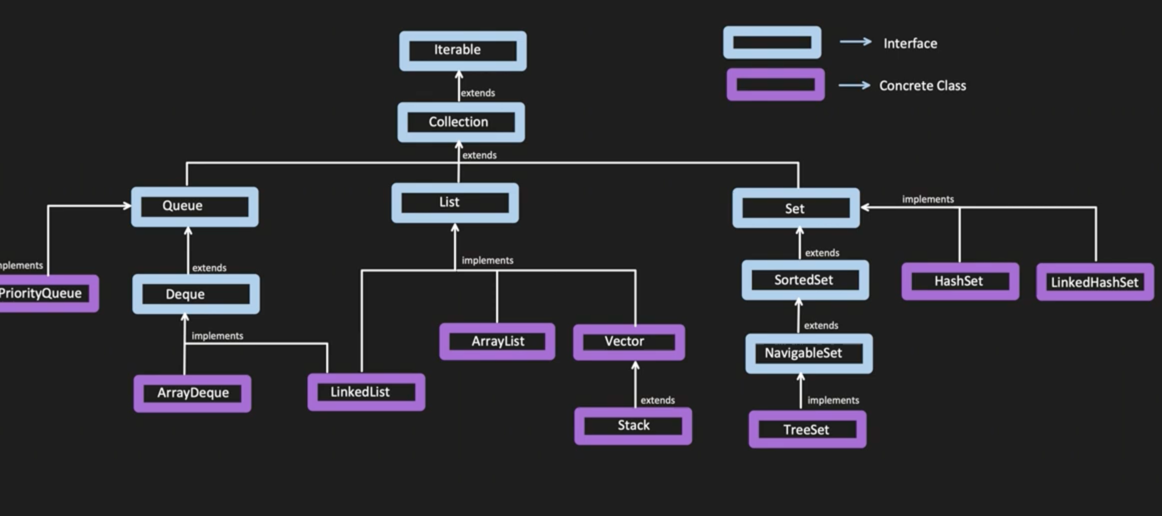 Iterable
Interface
extends
Concrete Class
Collection
extends
Queue
List
Set
implements
mplements
extends
implements
extends
PriorityQueue
Deque
SortedSet
HashSet
LinkedHashSet
implements
extends
ArrayList
Vector
NavigableSet
ArrayDeque
LinkedList
extends
implements
Stack
TreeSet